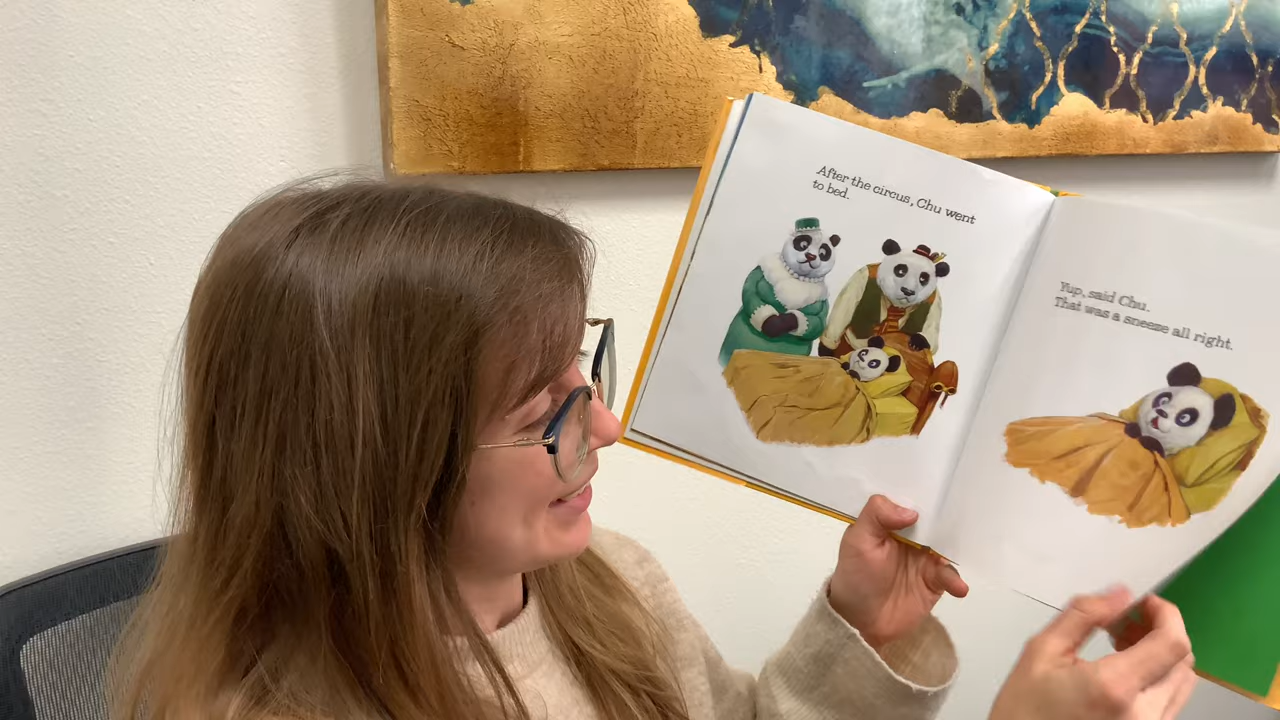 After the circus, Chu went
to bed.
Yup, said Chu.
That was a sneeze all right.